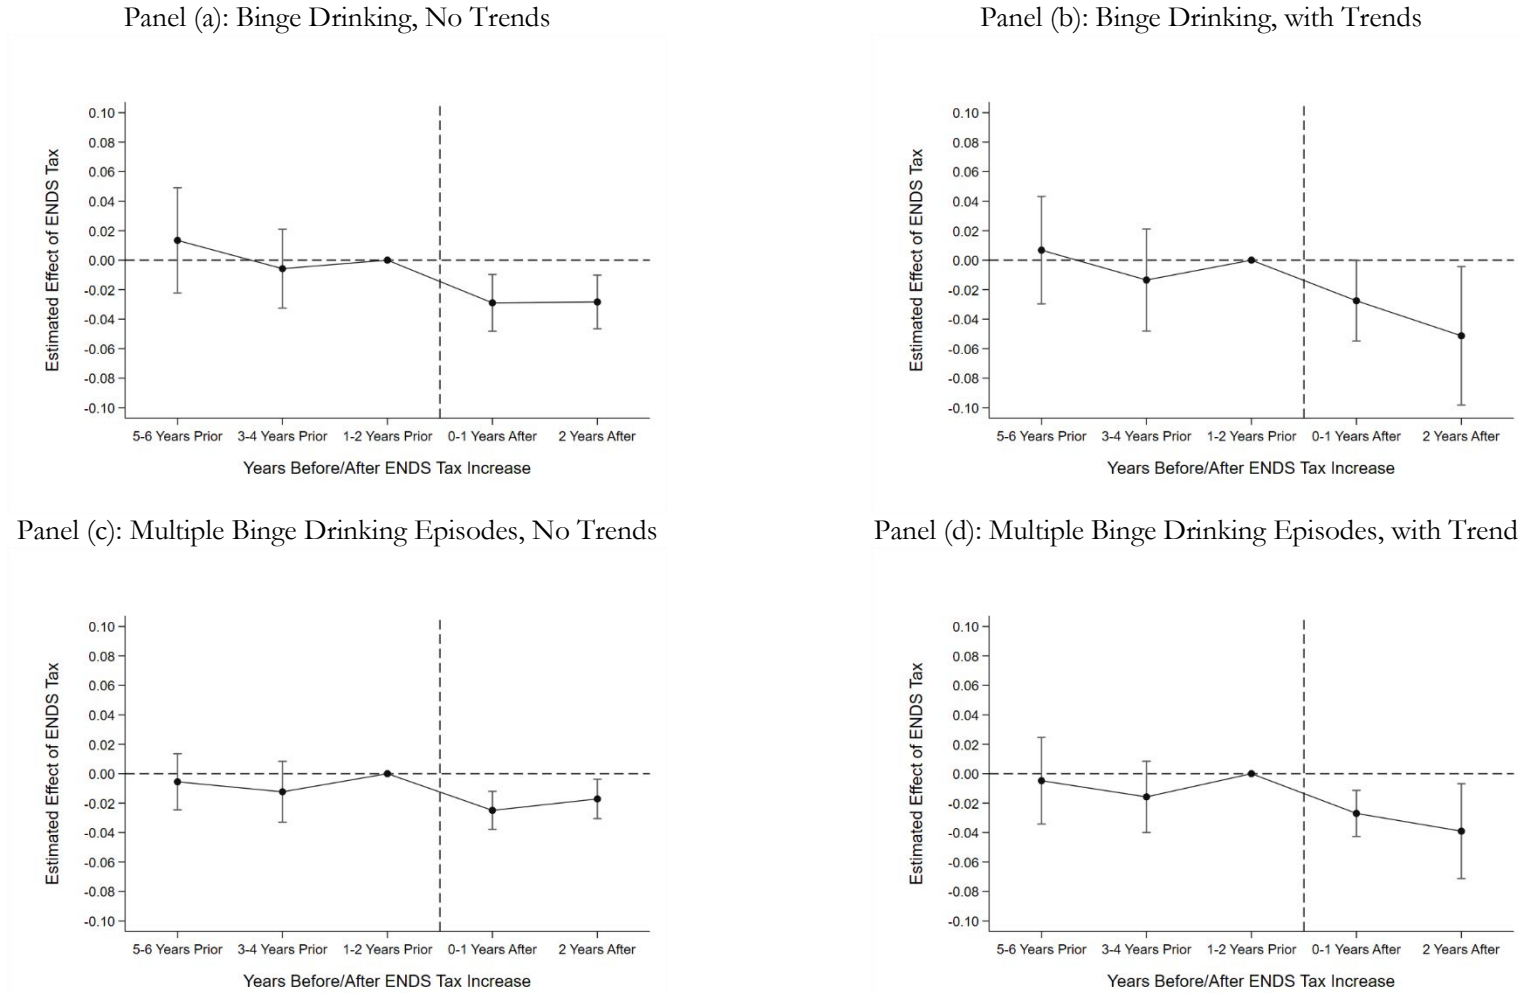 Panel (a): Binge Drinking, No Trends
Estimated Effect of ENDS Tax
0.10
0.08
0.06
0.04
0.02
0.00
-0.02
-0.04
-0.06
-0.08
-0.10
5-6 Years Prior 3-4 Years Prior 1-2 Years Prior 0-1 Years After 2 Years After
Years Before/After ENDS Tax Increase
Panel (b): Binge Drinking, with Trends
Estimated Effect of ENDS Tax
0.10
0.08
0.06
0.04
0.02
0.00
-0.02
-0.04
-0.06
-0.08
-0.10
5-6 Years Prior 3-4 Years Prior 1-2 Years Prior 0-1 Years After 2 Years After
Years Before/After ENDS Tax Increase
Panel (c): Multiple Binge Drinking Episodes, No Trends
Estimated Effect of ENDS Tax
0.10
0.08
0.06
0.04
0.02
0.00
-0.02
-0.04
-0.06
-0.08
-0.10
5-6 Years Prior 3-4 Years Prior 1-2 Years Prior 0-1 Years After 2 Years After
Years Before/After ENDS Tax Increase
Panel (d): Multiple Binge Drinking Episodes, with Trend
Estimated Effect of ENDS Tax
0.10
0.08
0.06
0.04
0.02
0.00
-0.02
-0.04
-0.06
-0.08
-0.10
5-6 Years Prior 3-4 Years Prior 1-2 Years Prior 0-1 Years After 2 Years After
Years Before/After ENDS Tax Increase